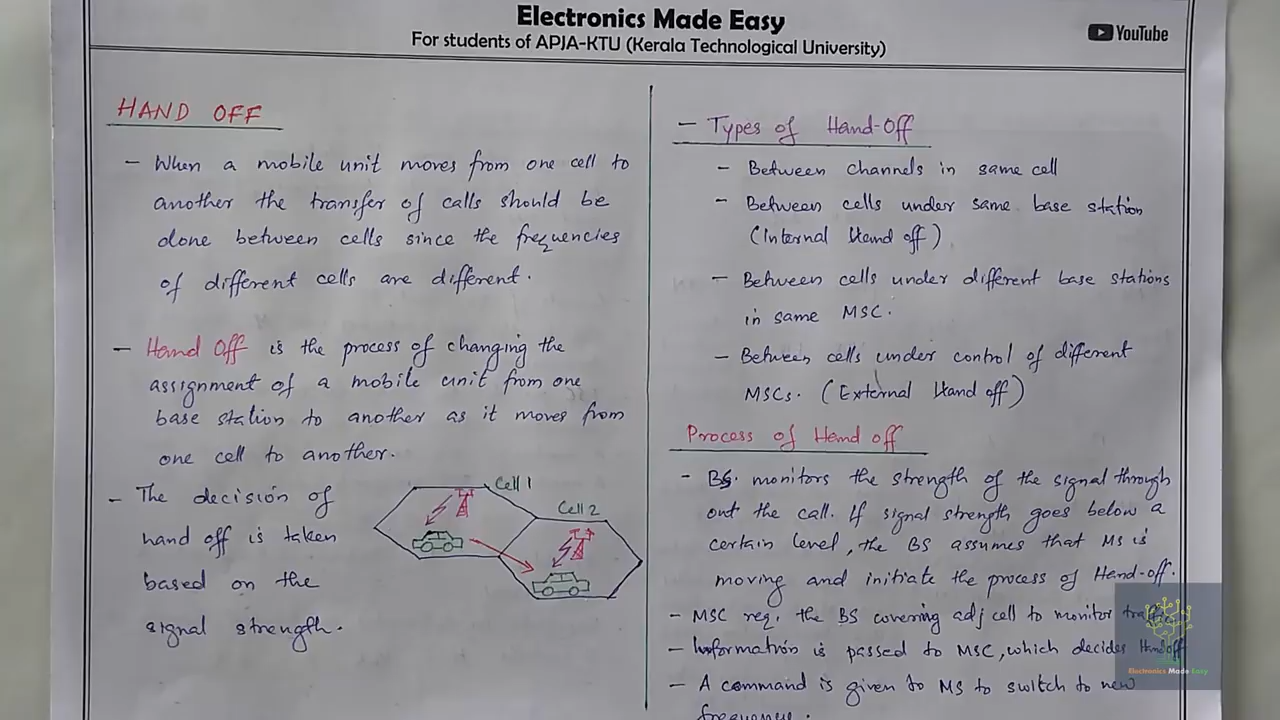 Electronics Made Easy
For students of APJA-KTU (Kerala Technological University)
YouTube
HAND OFF
- When a mobile unit moves from one cell to
another the transfer of calls should be
done between cells since the frequencies
of different cells are different.
- Hand Off is the process of changing the
assignment of a mobile unit from one
base station to another as it moves from
one cell to another.
- The decision of
hand off is taken
based on the
signal strength.
Cell 1
Cell 2
- Types of Hand-Off
- Between channels in same cell
- Between cells under same base station
(Internal Hand off)
- Between cells under different base stations
in same MSC.
- Between cells under control of different
MSCs. (External Hand off)
Process of Hand off
- BS. monitors the strength of the signal through
out the call. If signal strength goes below a
certain level, the BS assumes that MS is
moving and initiate the process of Hand-off.
- MSC req. the BS covering adj cell to monitor traffic
- Information is passed to MSC, which decides Handoff
- A command is given to MS to switch to new
frequency.
Electronics Made Easy